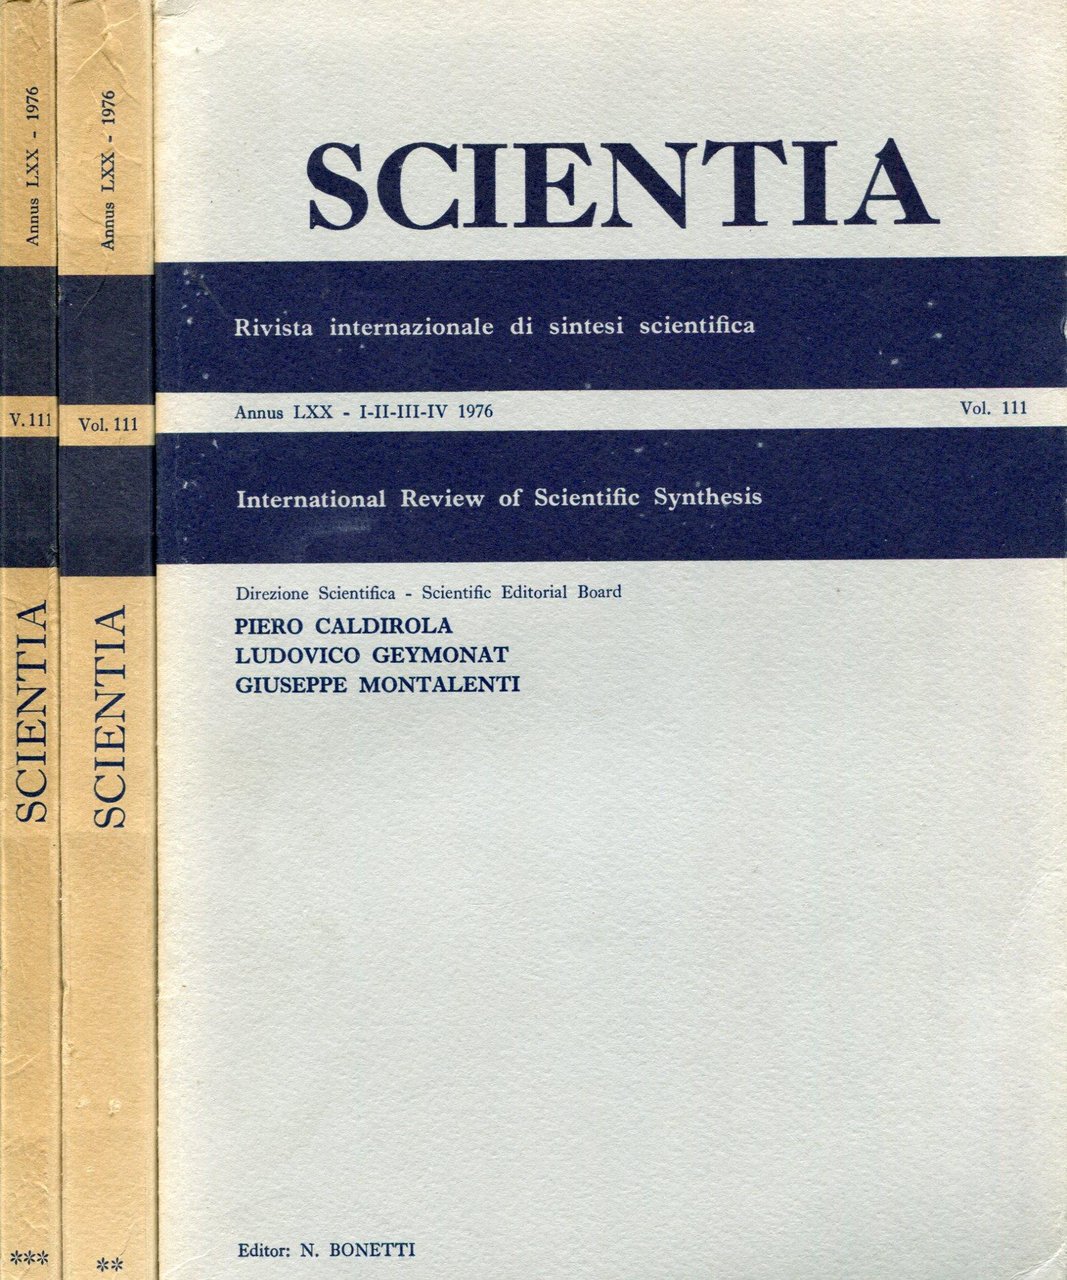 Annus LXX - 1976
V. 111
SCIENTIA
***
Annus LXX - 1976
Vol. 111
SCIENTIA
**
SCIENTIA
Rivista internazionale di sintesi scientifica
Annus LXX - I-II-III-IV 1976 Vol. 111
International Review of Scientific Synthesis
Direzione Scientifica - Scientific Editorial Board
PIERO CALDIROLA
LUDOVICO GEYMONAT
GIUSEPPE MONTALENTI
Editor: N. BONETTI